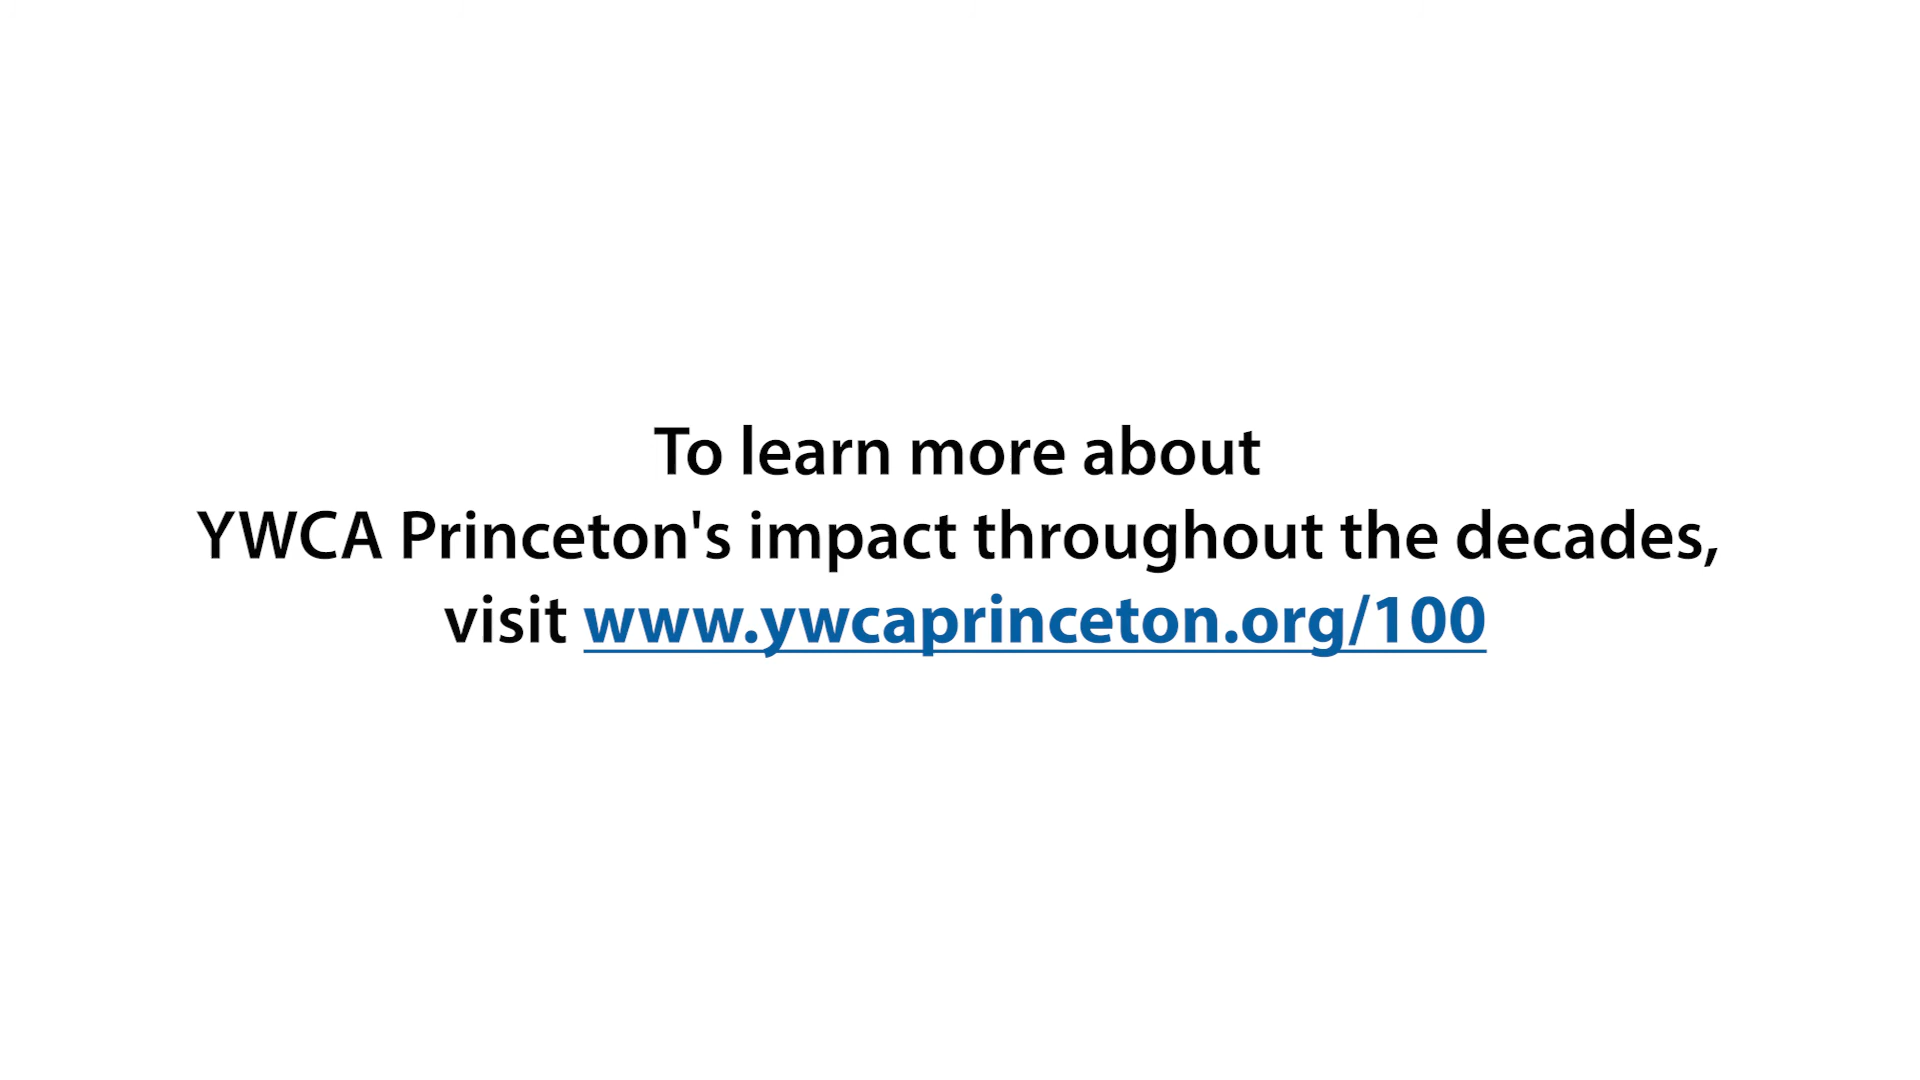 To learn more about
YWCA Princeton's impact throughout the decades,
visit www.ywcaprinceton.org/100